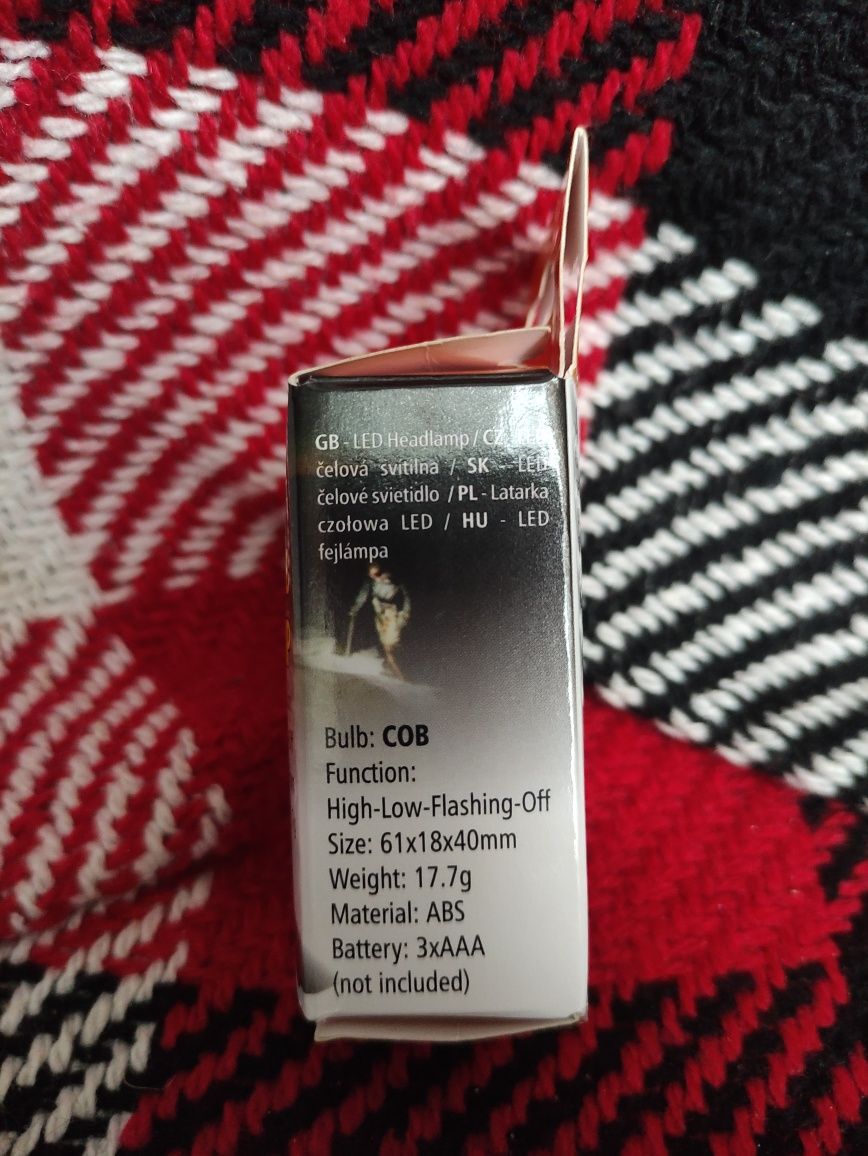 GB - LED Headlamp / CZ - LED
čelová svítilna / SK - LED
čelové svietidlo / PL - Latarka
czołowa LED / HU - LED
fejlámpa
Bulb: COB
Function:
High-Low-Flashing-Off
Size: 61x18x40mm
Weight: 17.7g
Material: ABS
Battery: 3xAAA
(not included)